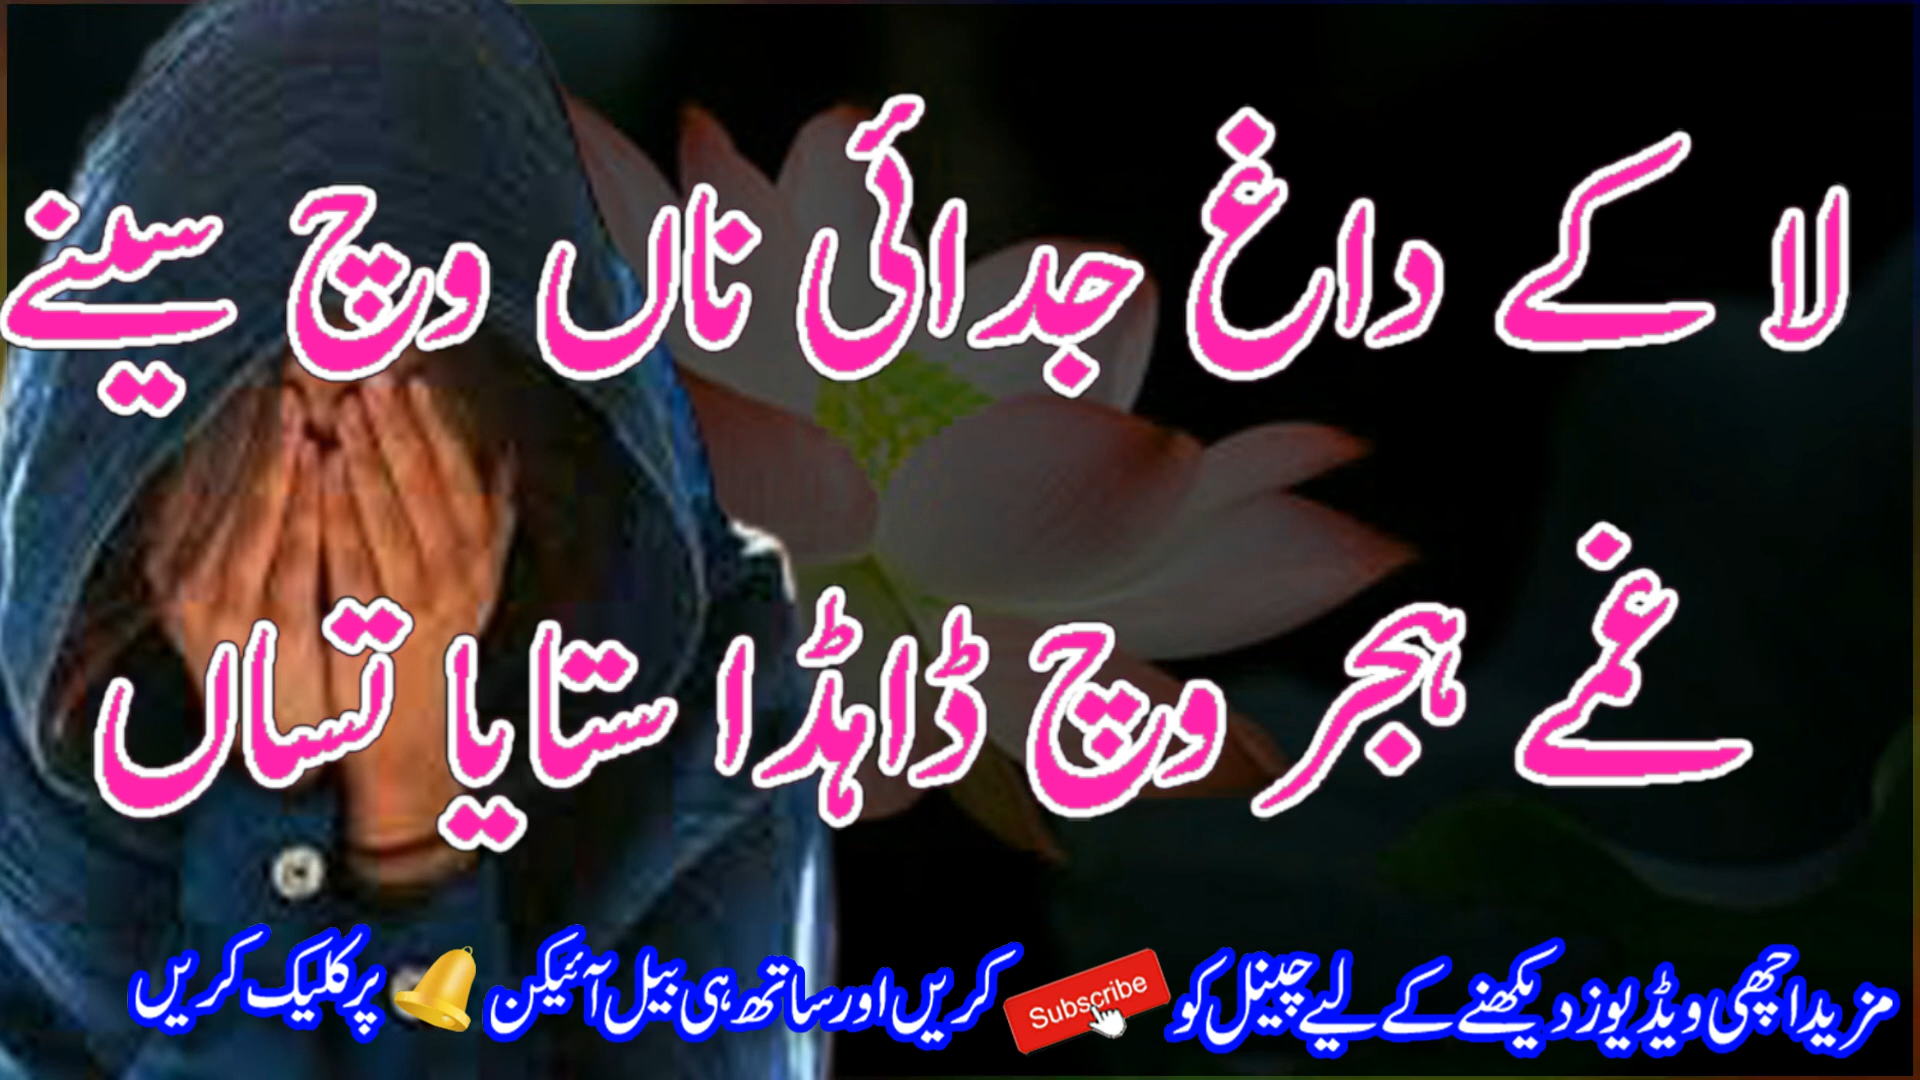 لا کے داغ جدائی ناں وچ سینے
غمے ہجر وچ ڈاہڈا ستایا تساں
مزید اچھی ویڈیوز دیکھنے کے لیے چینل کو Subscribe کریں اور ساتھ ہی بیل آئیکن پر کلیک کریں